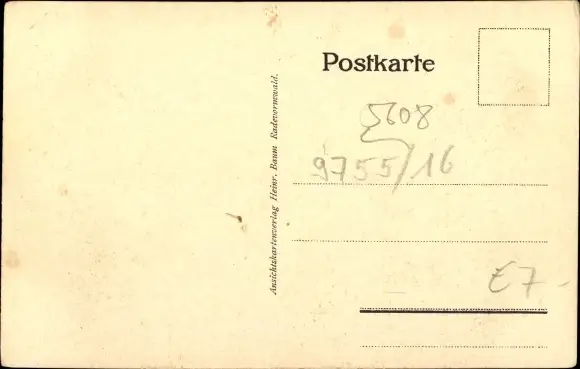 Postkarte
Ansichtskartenverlag Heinr. Baum Radevormwald.
5608
9755/16
E7-